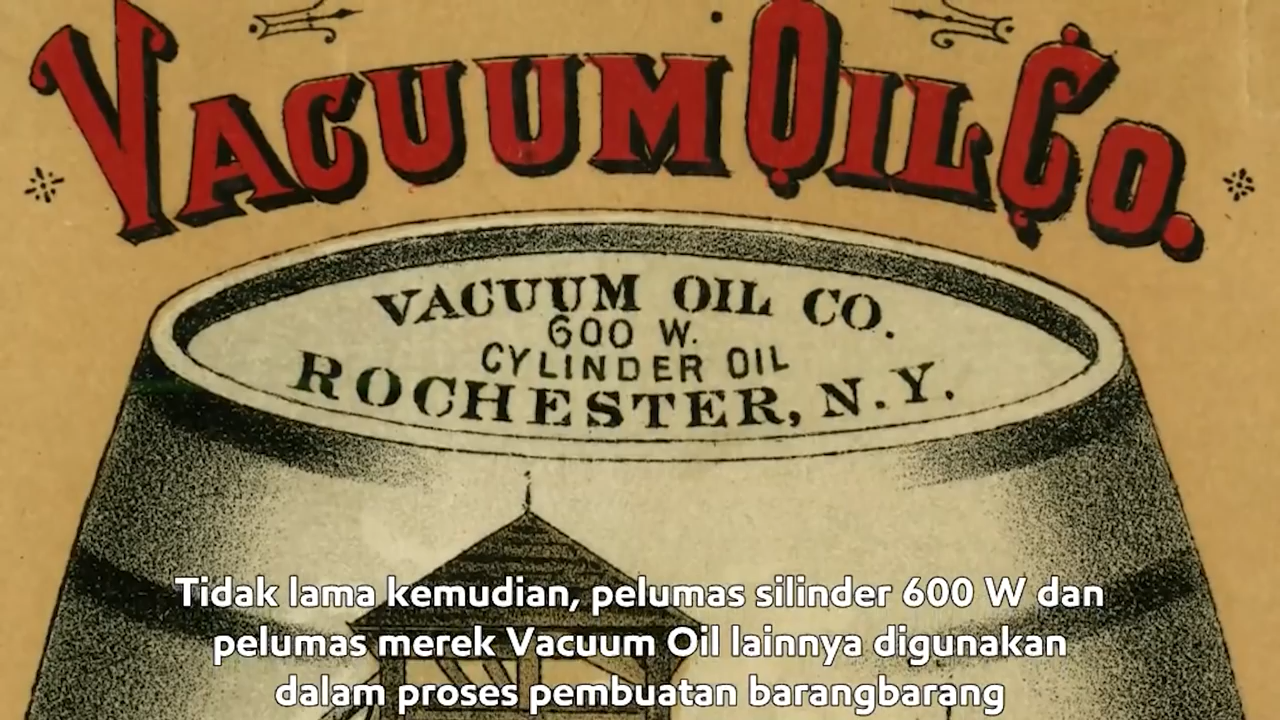 VACUUM OIL CO.
VACUUM OIL CO.
600 W.
CYLINDER OIL
ROCHESTER, N.Y.
Tidak lama kemudian, pelumas silinder 600 W dan
pelumas merek Vacuum Oil lainnya digunakan
dalam proses pembuatan barangbarang